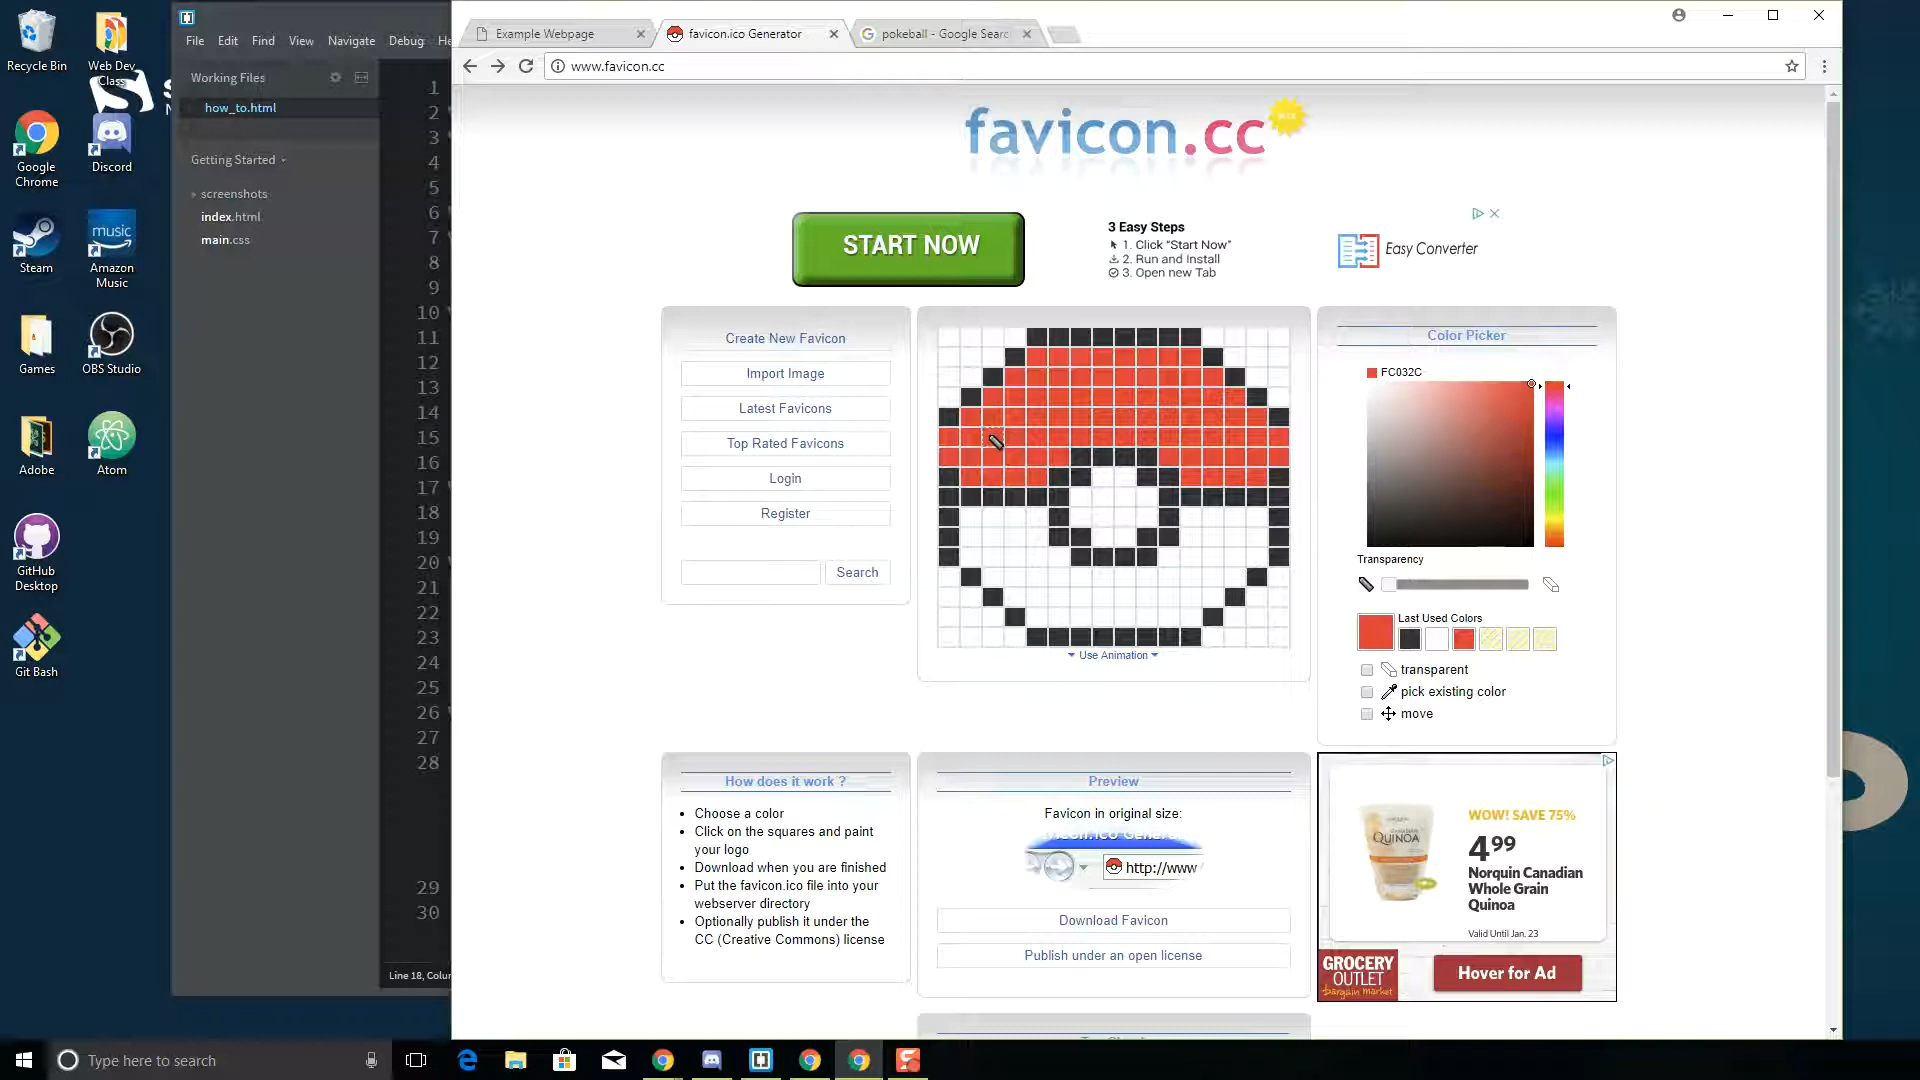 Recycle Bin
Web Dev Class
Google Chrome
Discord
Steam
Amazon Music
Games
OBS Studio
Adobe
Atom
GitHub Desktop
Git Bash
File Edit Find View Navigate Debug He
Working Files
how_to.html
Getting Started
screenshots
index.html
main.css
1
2
3
4
5
6
7
8
9
10
11
12
13
14
15
16
17
18
19
20
21
22
23
24
25
26
27
28
29
30
Line 18, Colu
Example Webpage
favicon.ico Generator
pokeball - Google Searc
www.favicon.cc
favicon.cc
START NOW
3 Easy Steps
1. Click "Start Now"
2. Run and Install
3. Open new Tab
Easy Converter
Create New Favicon
Import Image
Latest Favicons
Top Rated Favicons
Login
Register
Search
Use Animation
Color Picker
FC032C
Transparency
Last Used Colors
transparent
pick existing color
move
How does it work ?
Choose a color
Click on the squares and paint
your logo
Download when you are finished
Put the favicon.ico file into your
webserver directory
Optionally publish it under the
CC (Creative Commons) license
Preview
Favicon in original size:
http://www
Download Favicon
Publish under an open license
QUINOA
WOW! SAVE 75%
4.99
Norquin Canadian
Whole Grain
Quinoa
Valid Until Jan. 23
GROCERY
OUTLET
bargain market
Hover for Ad
Type here to search